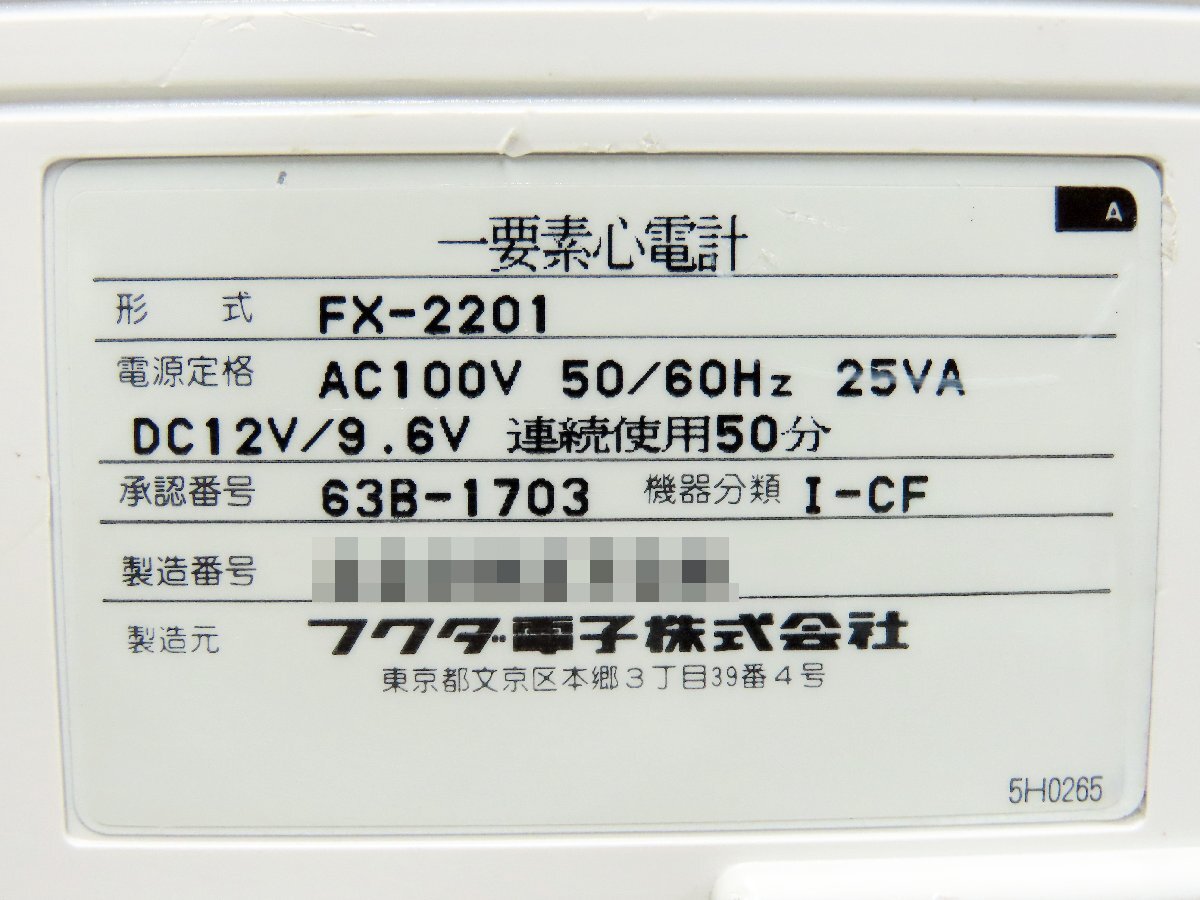 A
一要素心電計
形 式 FX-2201
電源定格 AC100V 50/60Hz 25VA
DC12V/9.6V 連続使用50分
承認番号 63B-1703 機器分類 I-CF
製造番号
製造元 フクダ電子株式会社
東京都文京区本郷3丁目39番4号
5H0265